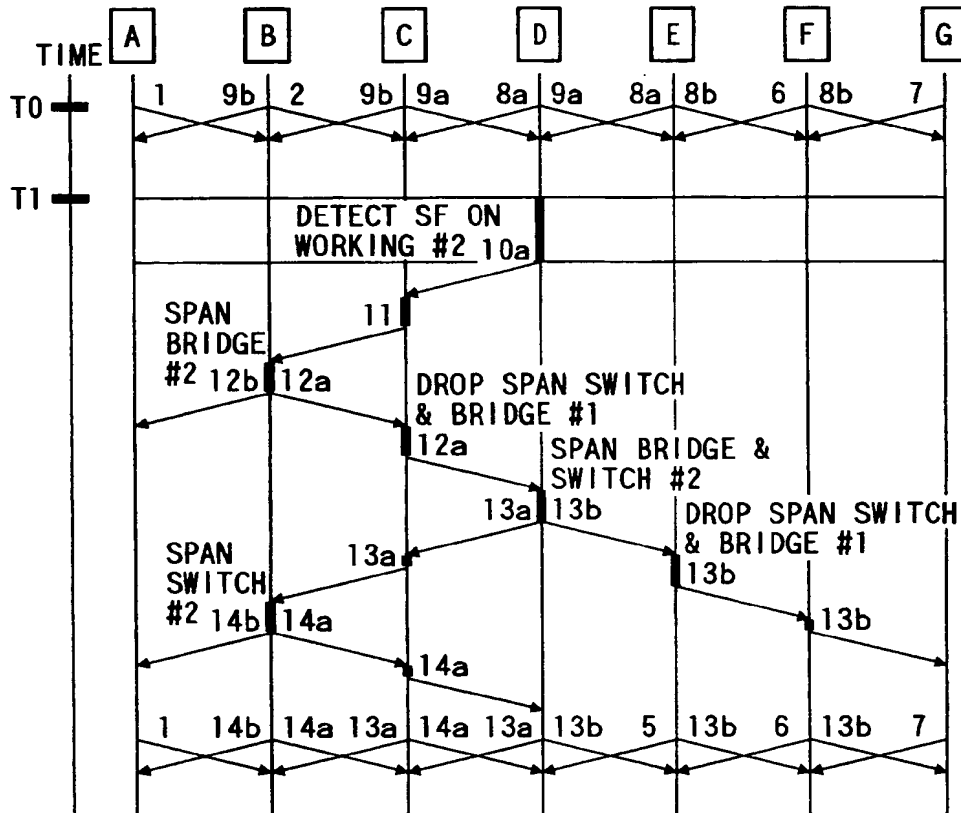 A B C D E F G
TIME
T0 1 9b 2 9b 9a 8a 9a 8a 8b 6 8b 7
T1
DETECT SF ON
WORKING #2 10a
SPAN 11
BRIDGE
#2 12b 12a
DROP SPAN SWITCH
& BRIDGE #1
12a
SPAN BRIDGE &
SWITCH #2
13a 13b
DROP SPAN SWITCH
& BRIDGE #1
13a 13b
SPAN
SWITCH
#2 14b 14a 13b
14a
1 14b 14a 13a 14a 13a 13b 5 13b 6 13b 7